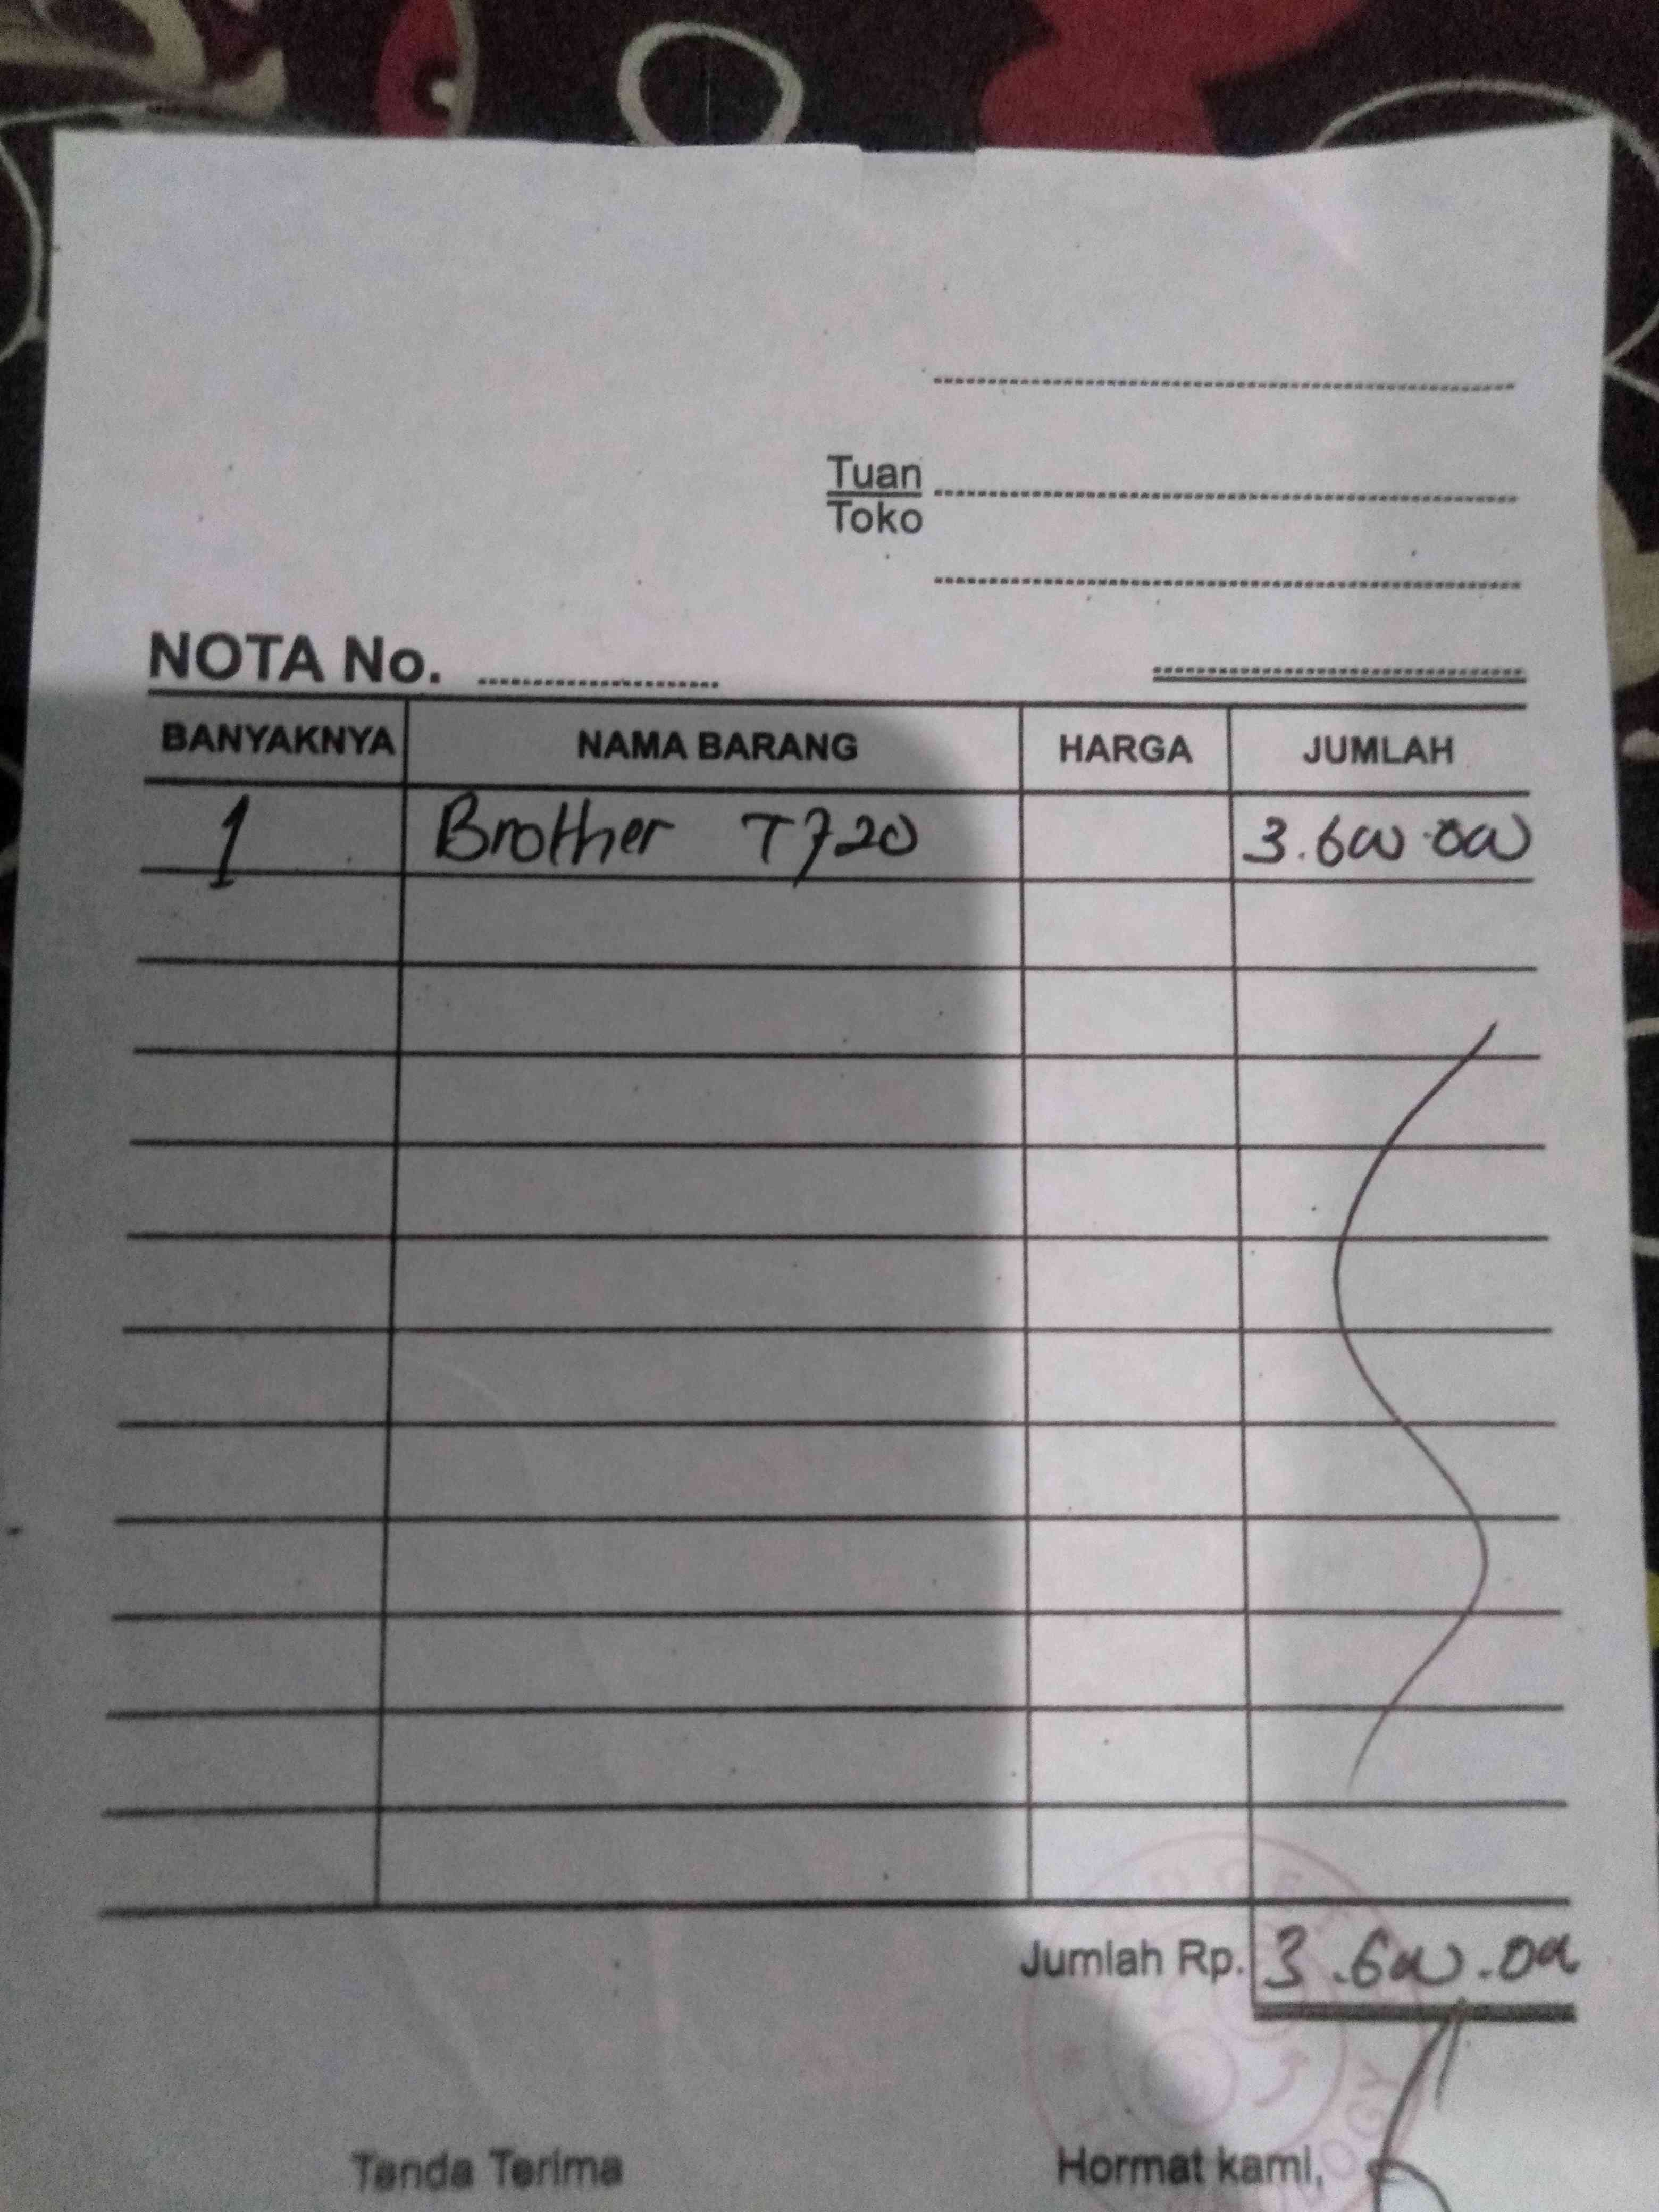 Tuan
Toko
NOTA No.
BANYAKNYA NAMA BARANG HARGA JUMLAH
1 Brother T720 3.600.000
Jumlah Rp. 3.600.000
Tanda Terima Hormat kami,